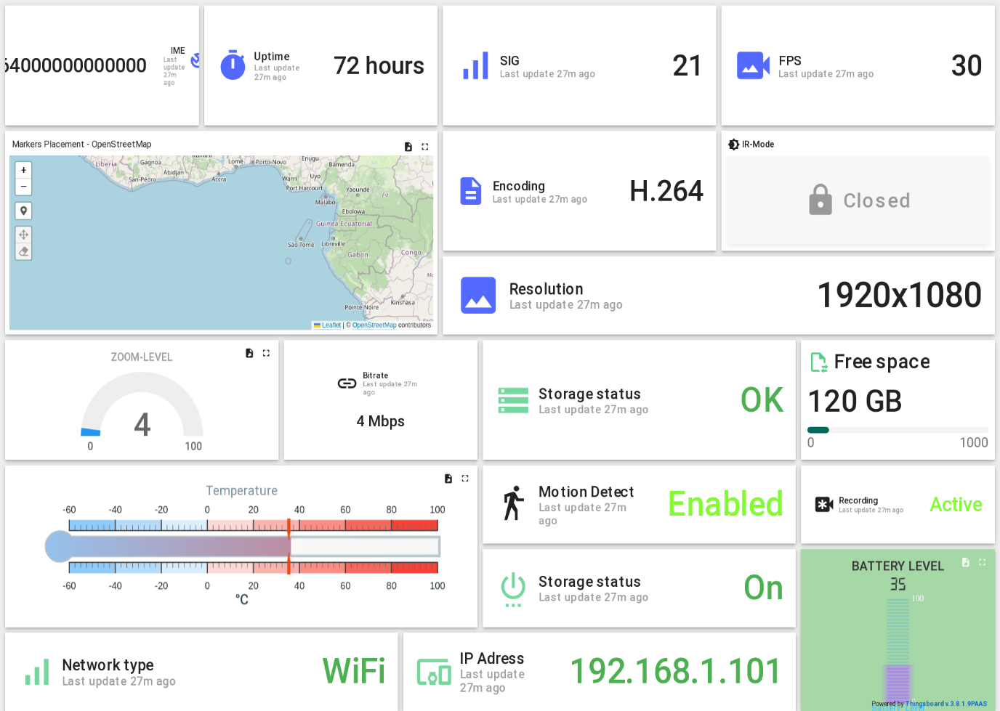 64000000000000
IME
Last
update
27m
ago
Uptime
Last update
27m ago
72 hours
SIG
Last update 27m ago
21
FPS
Last update 27m ago
30
Markers Placement - OpenStreetMap
+
−
Liberia
Gagnoa
Abidjan
San-Pédro
Kumasi
Accra
Lome
Porto-Novo
Enugu
Warri
Uyo
Port Harcourt
Bamenda
Malabo
Yaoundé
Est
Ebolowa
Guinea Ecuatorial
São Tomé
Libreville
Gabon
Congo
Ma
Kinshasa
Pointe-Noire
Leaflet | © OpenStreetMap contributors
Encoding
Last update 27m ago
H.264
IR-Mode
Closed
Resolution
Last update 27m ago
1920x1080
ZOOM-LEVEL
4
0
100
Bitrate
Last update 27m
ago
4 Mbps
Storage status
Last update 27m ago
OK
Free space
120 GB
0
1000
Temperature
-60 -40 -20 0 20 40 60 80 100
-60 -40 -20 0 20 40 60 80 100
°C
Motion Detect
Last update 27m
ago
Enabled
Recording
Last update 27m ago
Active
Storage status
Last update 27m ago
On
BATTERY LEVEL
35
100
Battery Level
Powered by Thingsboard v.3.8.1.9PAAS
Network type
Last update 27m ago
WiFi
IP Adress
Last update
27m ago
192.168.1.101